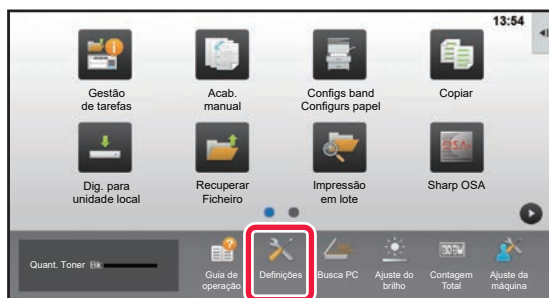 13:54
Gestão
de tarefas
Acab.
manual
Configs band
Configurs papel
Copiar
Dig. para
unidade local
Recuperar
Ficheiro
Impressão
em lote
Sharp OSA
Quant. Toner Bk
Guia de
operação
Definições
Busca PC
Ajuste do
brilho
Contagem
Total
Ajuste da
máquina